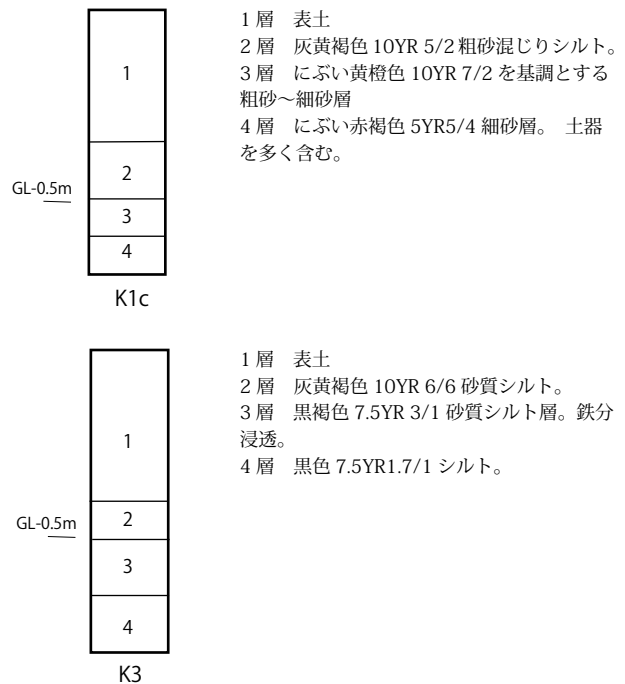 1 層　表土
2 層　灰黄褐色 10YR 5/2 粗砂混じりシルト。
3 層　にぶい黄橙色 10YR 7/2 を基調とする
粗砂～細砂層
4 層　にぶい赤褐色 5YR5/4 細砂層。　土器
を多く含む。
1
2
GL-0.5m
3
4
K1c
1 層　表土
2 層　灰黄褐色 10YR 6/6 砂質シルト。
3 層　黒褐色 7.5YR 3/1 砂質シルト層。鉄分
浸透。
4 層　黒色 7.5YR1.7/1 シルト。
1
GL-0.5m
2
3
4
K3